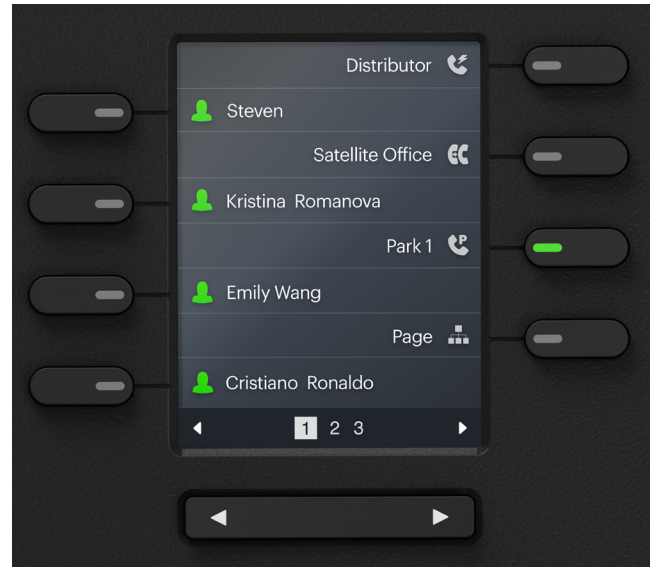 Distributor
Steven
Satellite Office
Kristina Romanova
Park 1
P
Emily Wang
Page
Cristiano Ronaldo
1 2 3